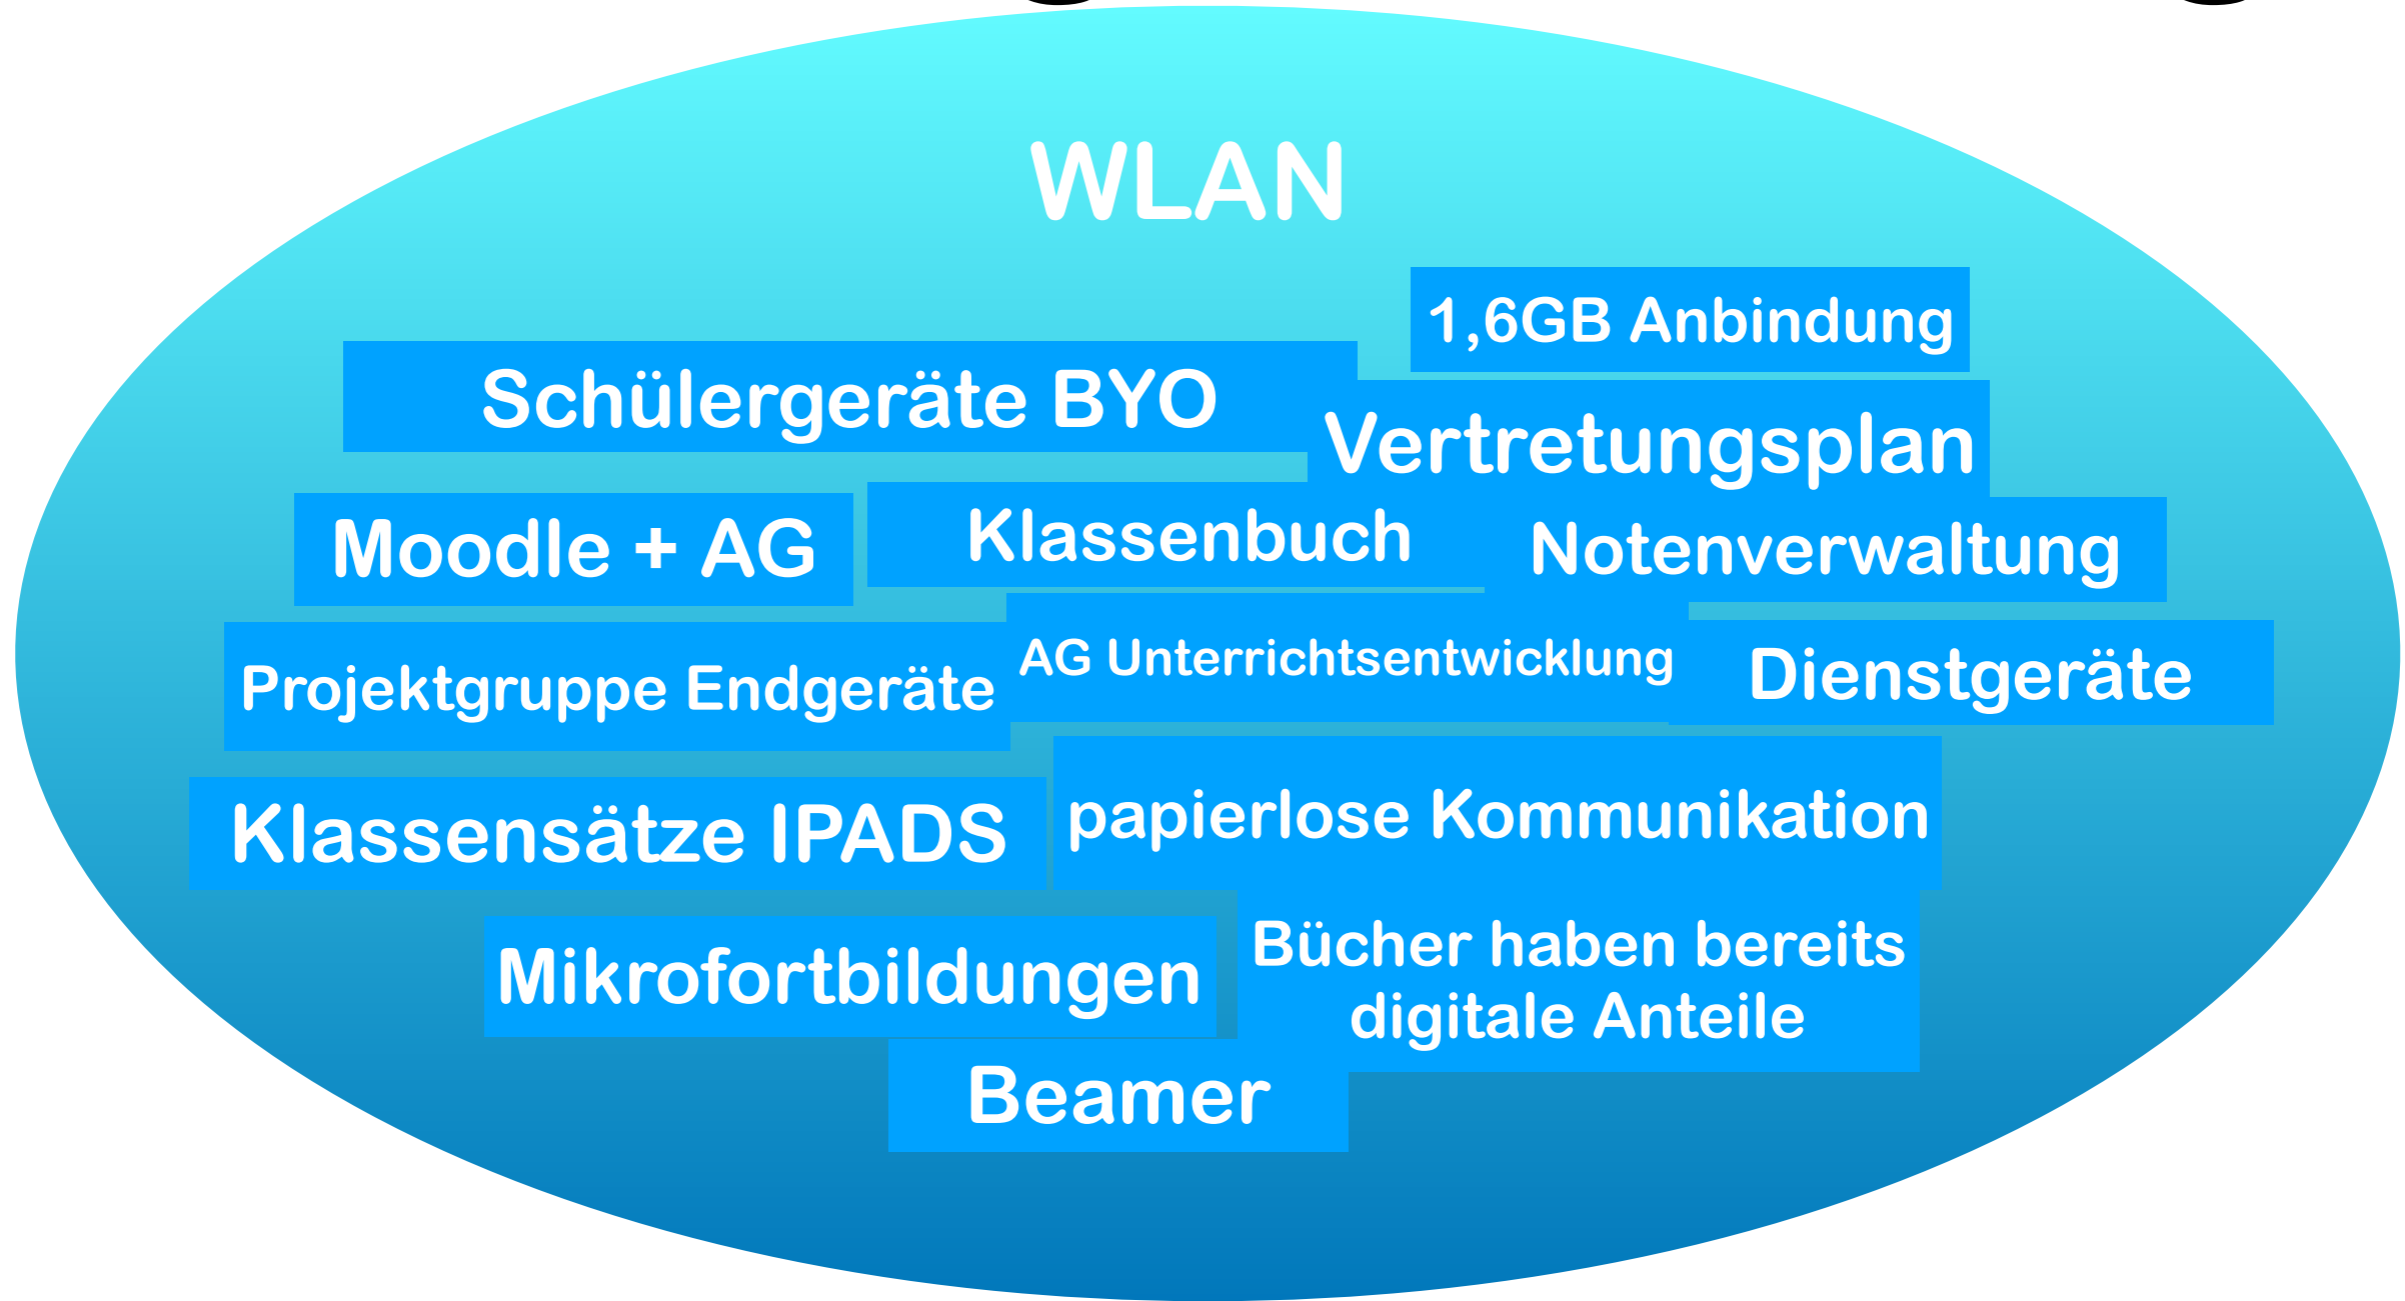 WLAN
1,6GB Anbindung
Schülergeräte BYO
Vertretungsplan
Moodle + AG
Klassenbuch
Notenverwaltung
Projektgruppe Endgeräte
AG Unterrichtsentwicklung
Dienstgeräte
Klassensätze IPADS
papierlose Kommunikation
Mikrofortbildungen
Bücher haben bereits
digitale Anteile
Beamer